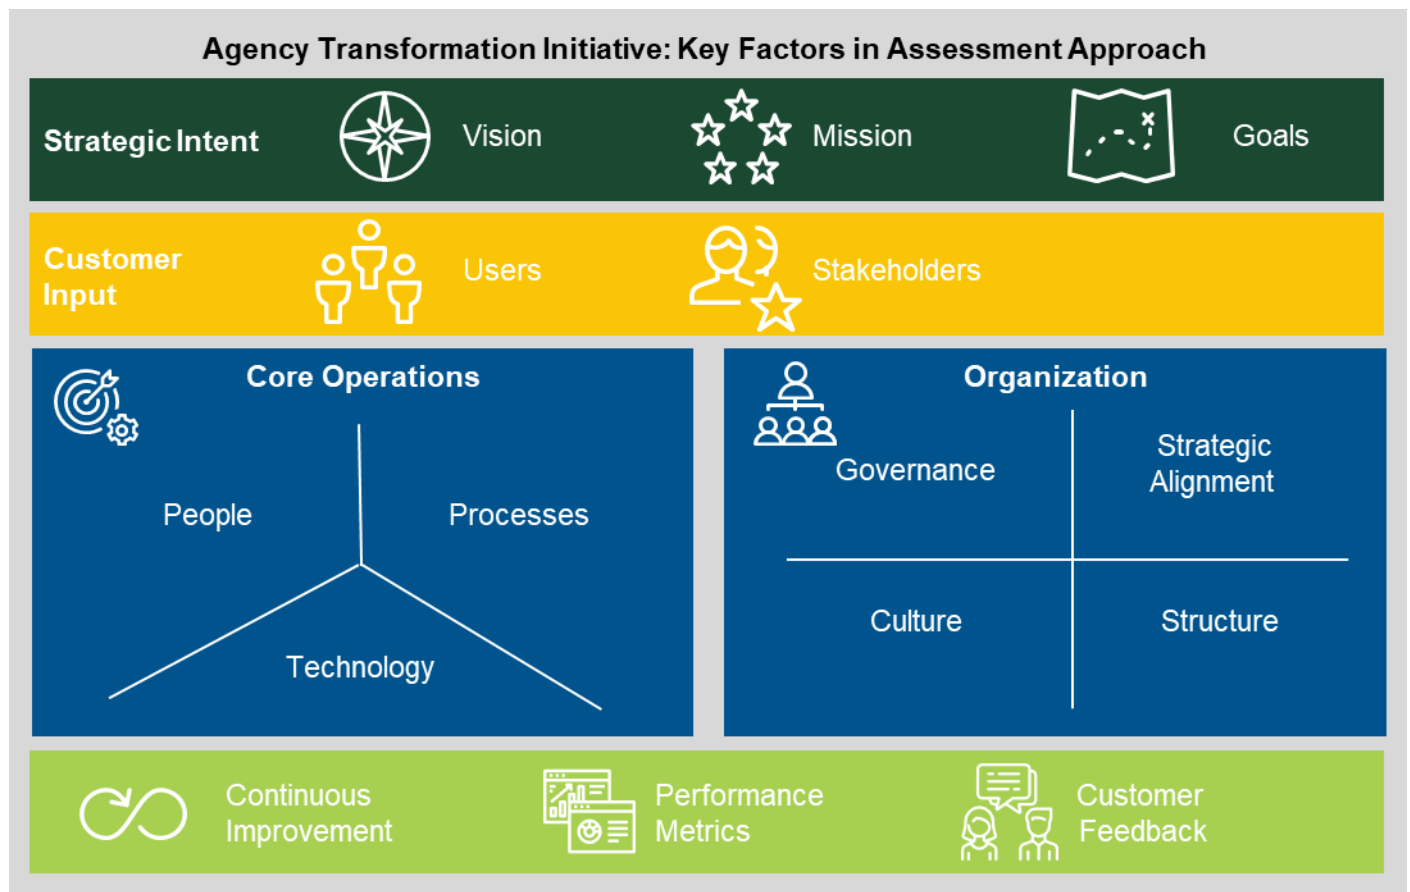 Agency Transformation Initiative: Key Factors in Assessment Approach
Strategic Intent
Vision
Mission
Goals
Customer
Input
Users
Stakeholders
Core Operations
People
Processes
Technology
Organization
Governance
Strategic
Alignment
Culture
Structure
Continuous
Improvement
Performance
Metrics
Customer
Feedback